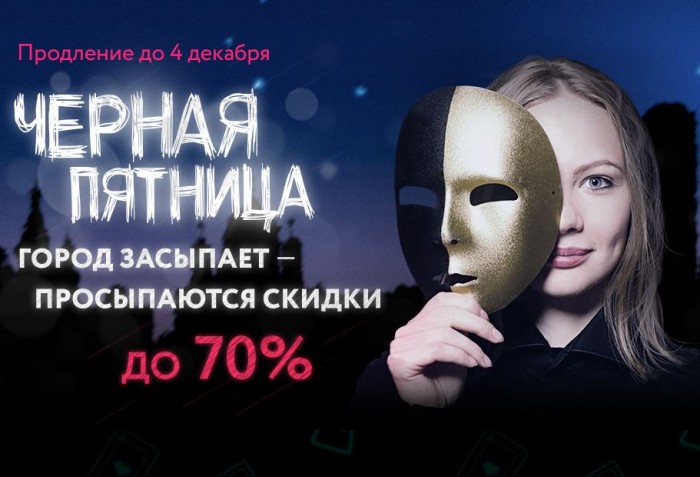 Продление до 4 декабря
ЧЕРНАЯ
ПЯТНИЦА
ГОРОД ЗАСЫПАЕТ –
ПРОСЫПАЮТСЯ СКИДКИ
ДО 70%